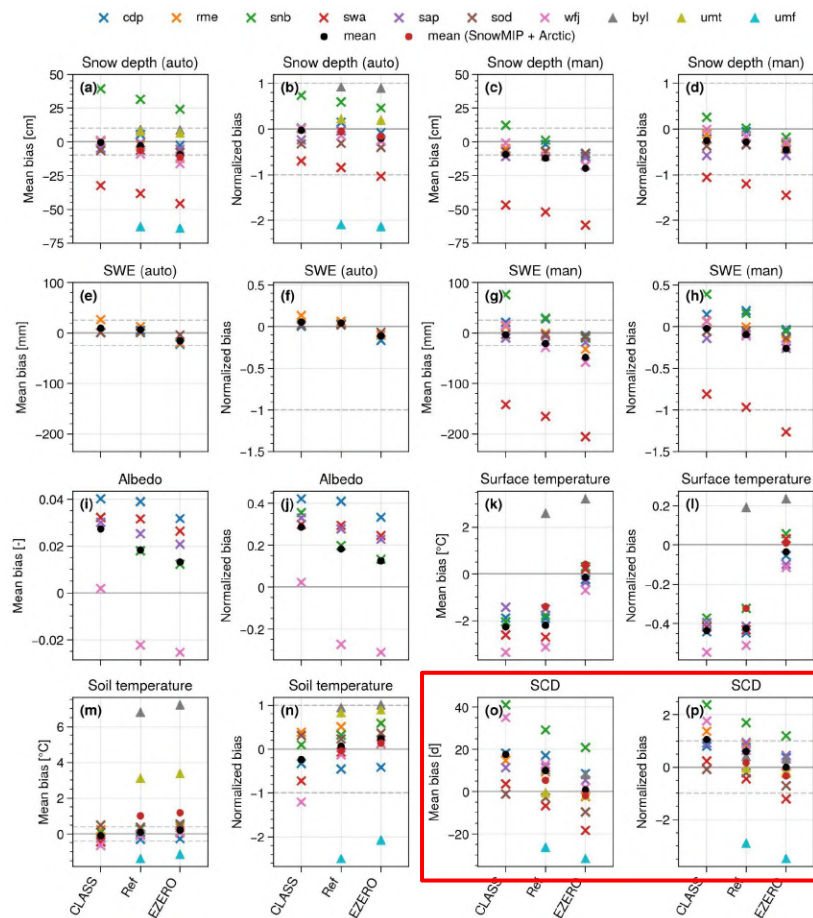 cdp rme snb swa sap sod wfj byl umt umf
mean mean (SnowMIP + Arctic)
Snow depth (auto) Snow depth (auto) Snow depth (man) Snow depth (man)
(a) (b) (c) (d)
Mean bias [cm] Normalized bias Mean bias [cm] Normalized bias
50 25 0 −25 −50 −75
1 0 −1 −2
50 25 0 −25 −50 −75
1 0 −1 −2
SWE (auto) SWE (auto) SWE (man) SWE (man)
(e) (f) (g) (h)
Mean bias [mm] Normalized bias Mean bias [mm] Normalized bias
100 0 −100 −200
0.5 0 −0.5 −1 −1.5
100 0 −100 −200
0.5 0 −0.5 −1 −1.5
Albedo Albedo Surface temperature Surface temperature
(i) (j) (k) (l)
Mean bias [-] Normalized bias Mean bias [°C] Normalized bias
0.04 0.02 0 −0.02
0.4 0.2 0 −0.2
2 0 −2
0.2 0 −0.2 −0.4
Soil temperature Soil temperature SCD SCD
(m) (n) (o) (p)
Mean bias [°C] Normalized bias Mean bias [d] Normalized bias
6 4 2 0
1 0 −1 −2
40 20 0 −20
2 0 −2
CLASS Ref EZERO CLASS Ref EZERO CLASS Ref EZERO CLASS Ref EZERO